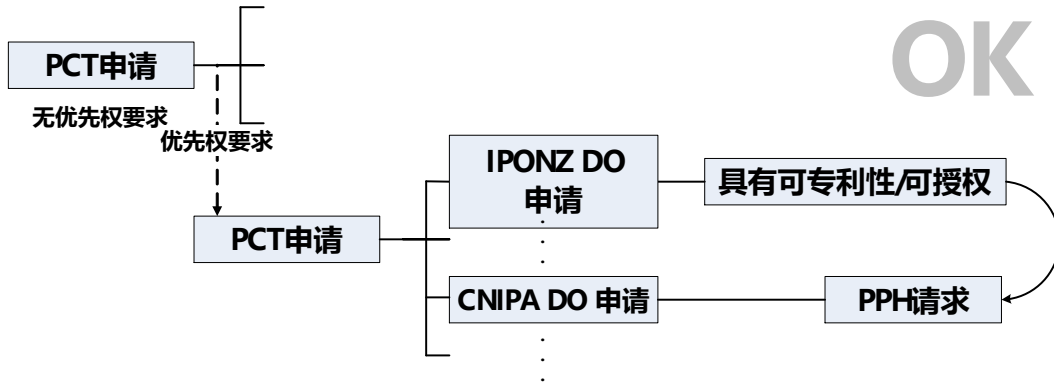 OK
PCT申请
无优先权要求
优先权要求
IPONZ DO
申请
具有可专利性/可授权
PCT申请
CNIPA DO 申请
PPH请求